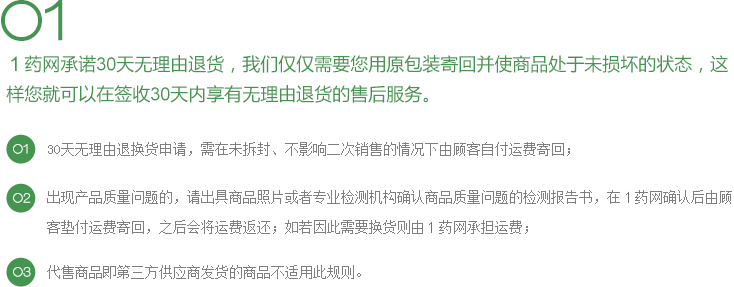 01
１药网承诺30天无理由退货，我们仅仅需要您用原包装寄回并使商品处于未损坏的状态，这
样您就可以在签收30天内享有无理由退货的售后服务。
01 30天无理由退换货申请，需在未拆封、不影响二次销售的情况下由顾客自付运费寄回；
02 出现产品质量问题的，请出具商品照片或者专业检测机构确认商品质量问题的检测报告书，在１药网确认后由顾
客垫付运费寄回，之后会将运费返还；如若因此需要换货则由１药网承担运费；
03 代售商品即第三方供应商发货的商品不适用此规则。